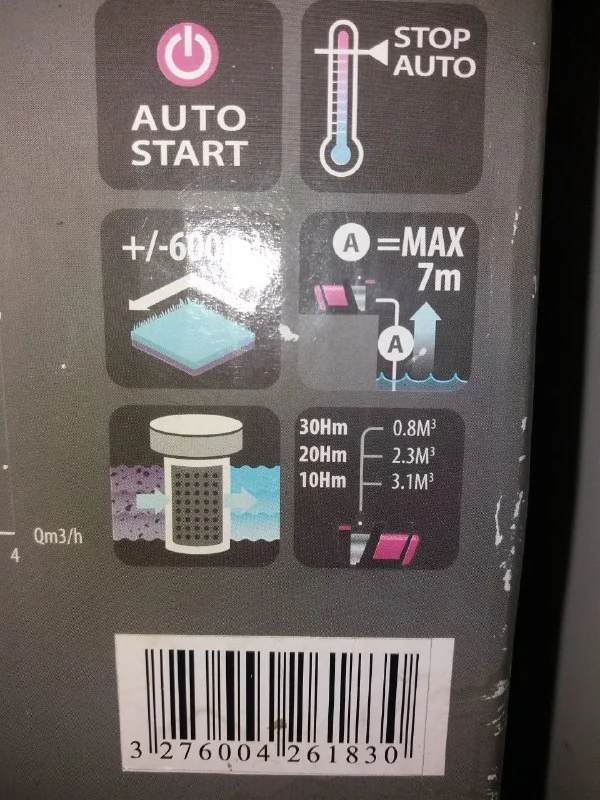 AUTO
START
STOP
AUTO
+/-600
A =MAX
7m
A
30Hm 0.8M³
20Hm 2.3M³
10Hm 3.1M³
4 Qm3/h
3 276004 261830